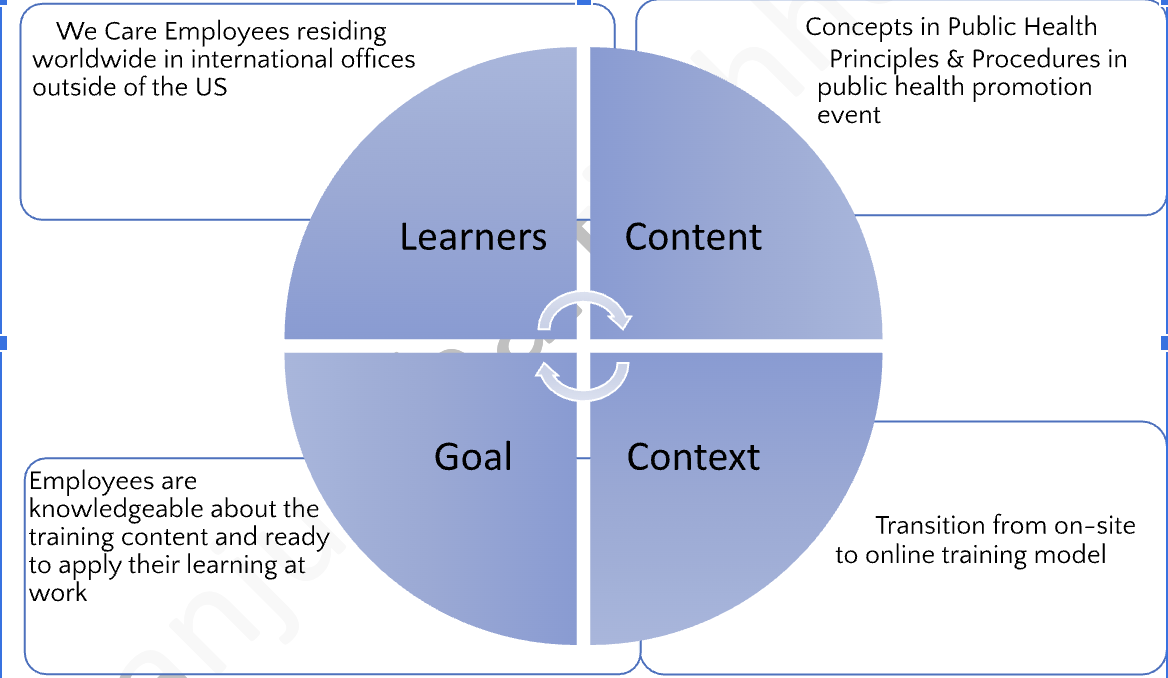 We Care Employees residing
worldwide in international offices
outside of the US
Concepts in Public Health
Principles & Procedures in
public health promotion
event
Learners
Content
Goal
Context
Employees are
knowledgeable about the
training content and ready
to apply their learning at
work
Transition from on-site
to online training model